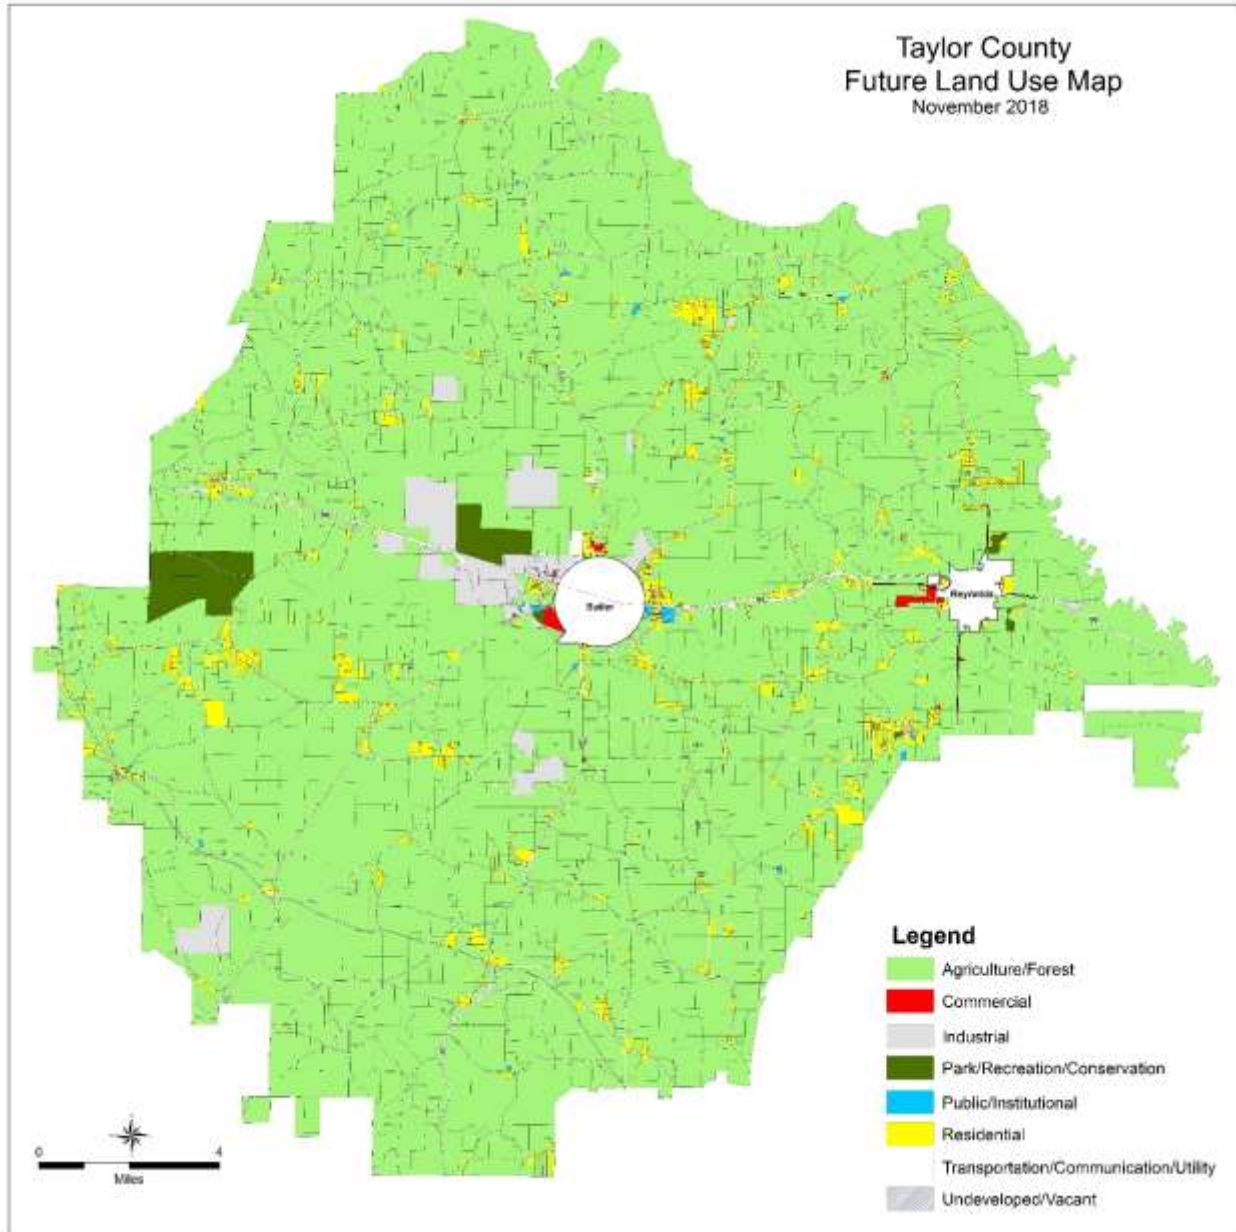 Taylor County
Future Land Use Map
November 2018
Butler
Reynolds
Legend
Agriculture/Forest
Commercial
Industrial
Park/Recreation/Conservation
Public/Institutional
Residential
Transportation/Communication/Utility
Undeveloped/Vacant
0 4
Miles